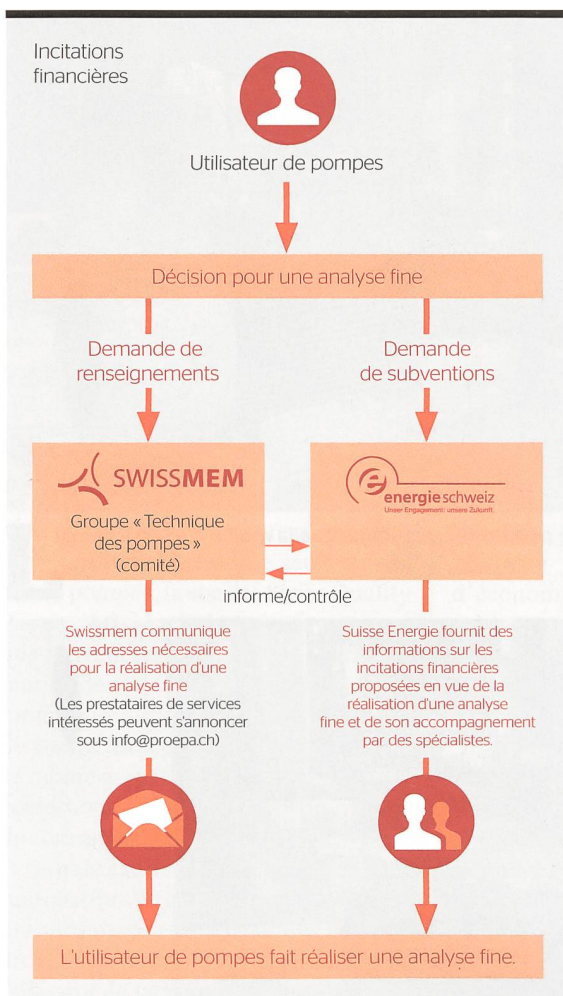 Incitations
financières
Utilisateur de pompes
Décision pour une analyse fine
Demande de
renseignements
Demande
de subventions
SWISSMEM
Groupe « Technique
des pompes »
(comité)
energieschweiz
Unser Engagement: unsere Zukunft.
informe/contrôle
Swissmem communique
les adresses nécessaires
pour la réalisation d'une
analyse fine
(Les prestataires de services
intéressés peuvent s'annoncer
sous info@proepa.ch)
Suisse Energie fournit des
informations sur les
incitations financières
proposées en vue de la
réalisation d'une analyse
fine et de son accompagnement
par des spécialistes.
L'utilisateur de pompes fait réaliser une analyse fine.